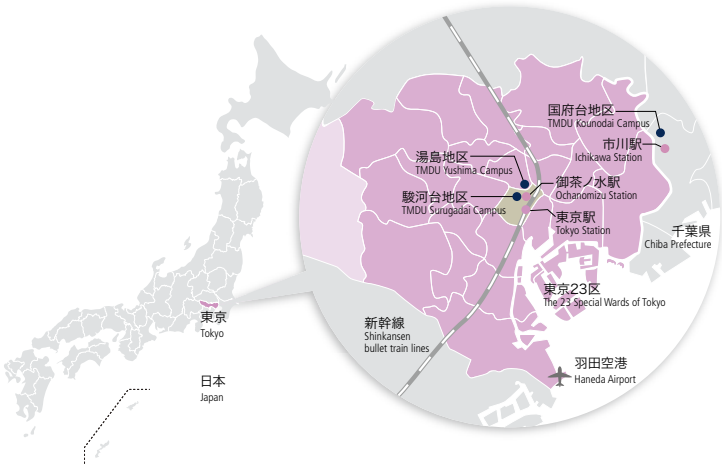 国府台地区
TMDU Kounodai Campus
市川駅
Ichikawa Station
湯島地区
TMDU Yushima Campus
御茶ノ水駅
Ochanomizu Station
駿河台地区
TMDU Surugadai Campus
東京駅
Tokyo Station
千葉県
Chiba Prefecture
東京23区
The 23 Special Wards of Tokyo
新幹線
Shinkansen
bullet train lines
羽田空港
Haneda Airport
東京
Tokyo
日本
Japan